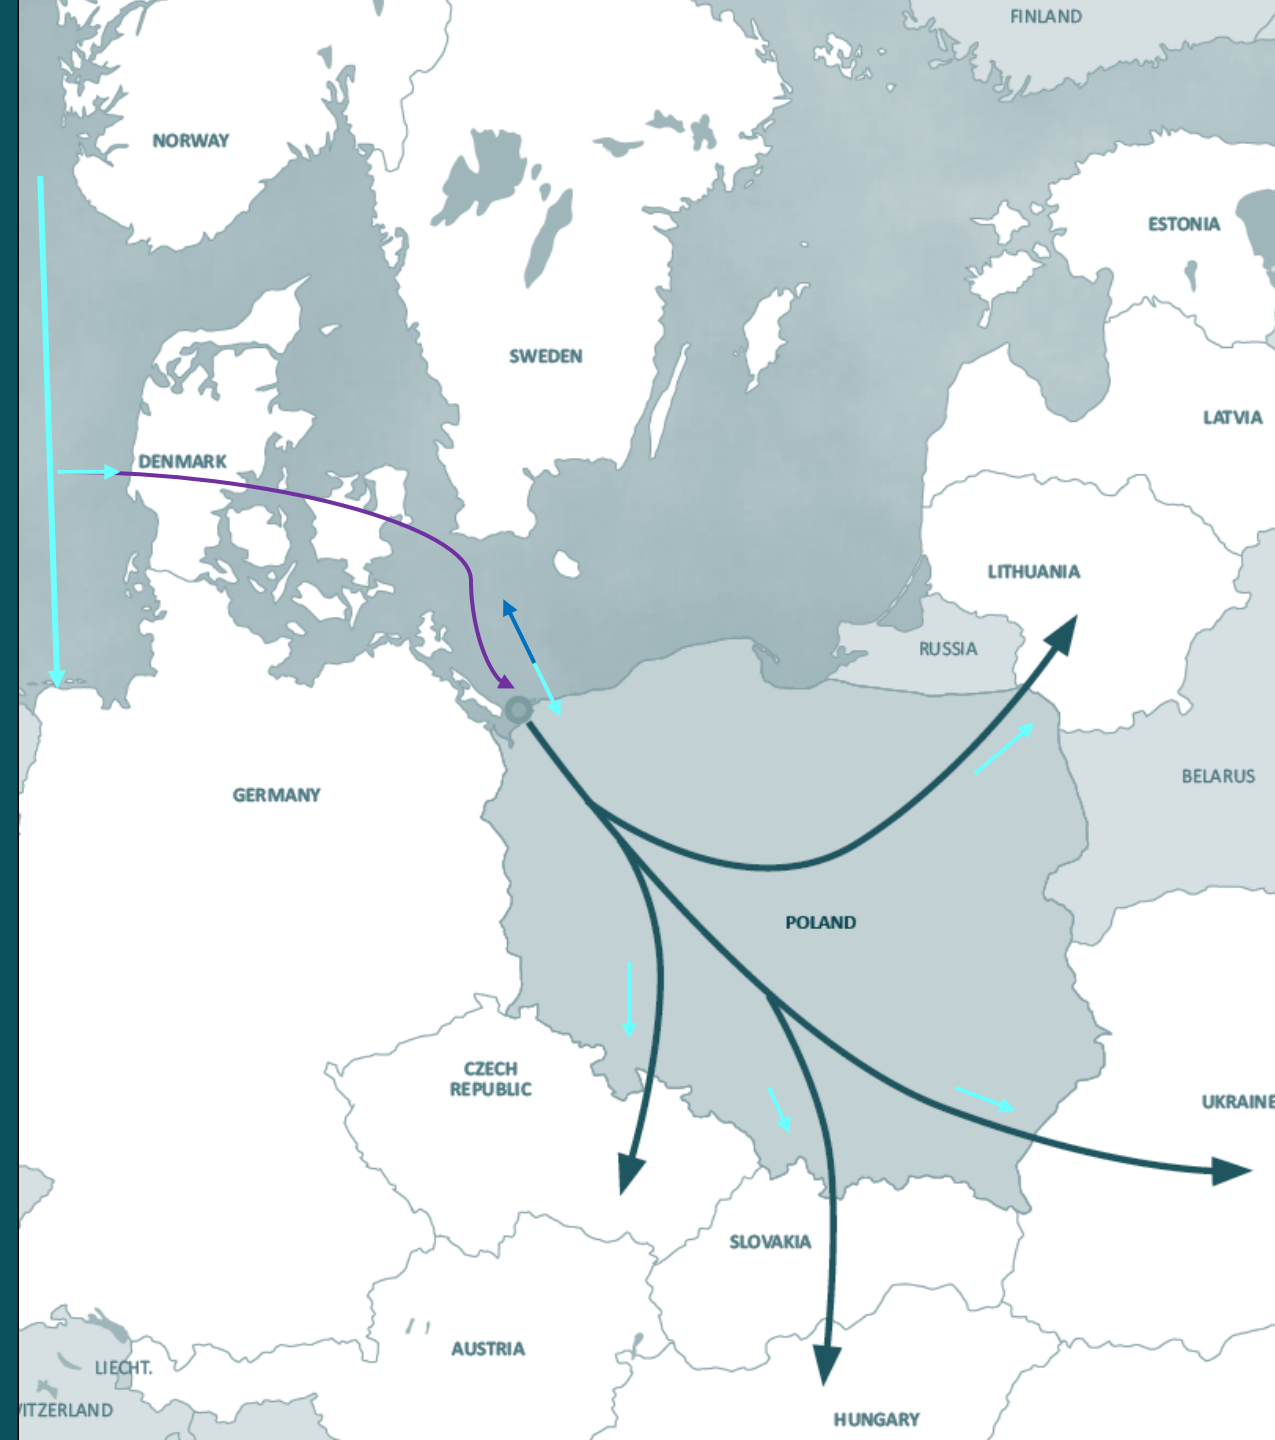 FINLAND
NORWAY
ESTONIA
SWEDEN
LATVIA
DENMARK
LITHUANIA
RUSSIA
BELARUS
GERMANY
POLAND
CZECH
REPUBLIC
UKRAINE
SLOVAKIA
AUSTRIA
LIECHT.
ITZERLAND
HUNGARY